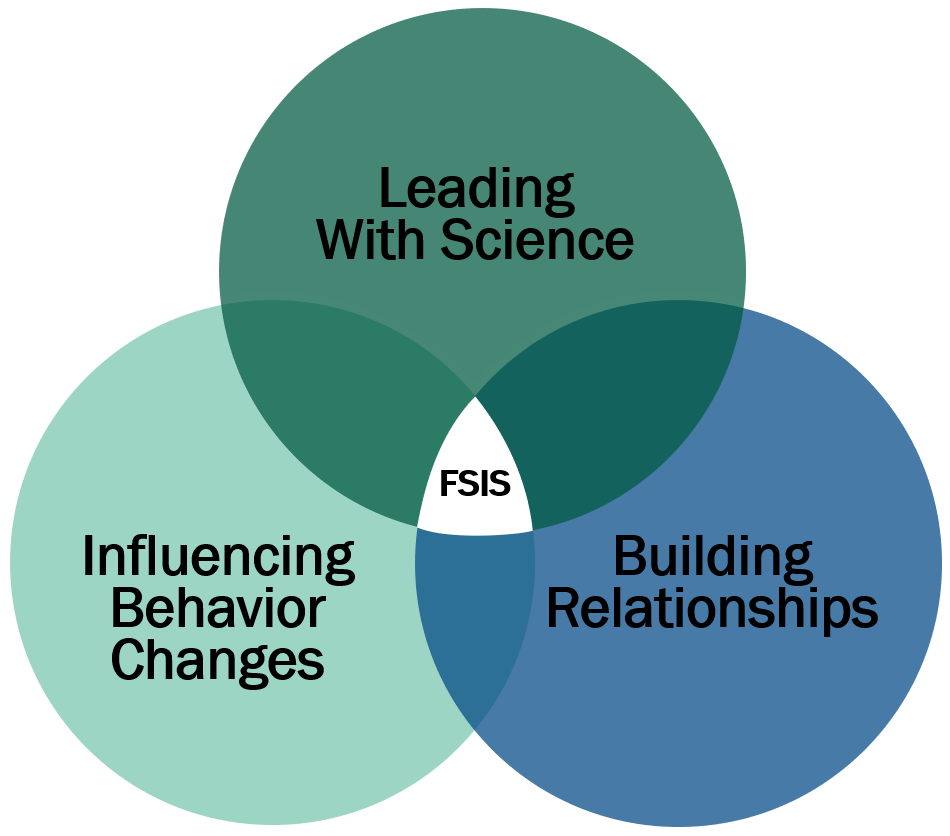 Leading
With Science
FSIS
Influencing
Behavior
Changes
Building
Relationships